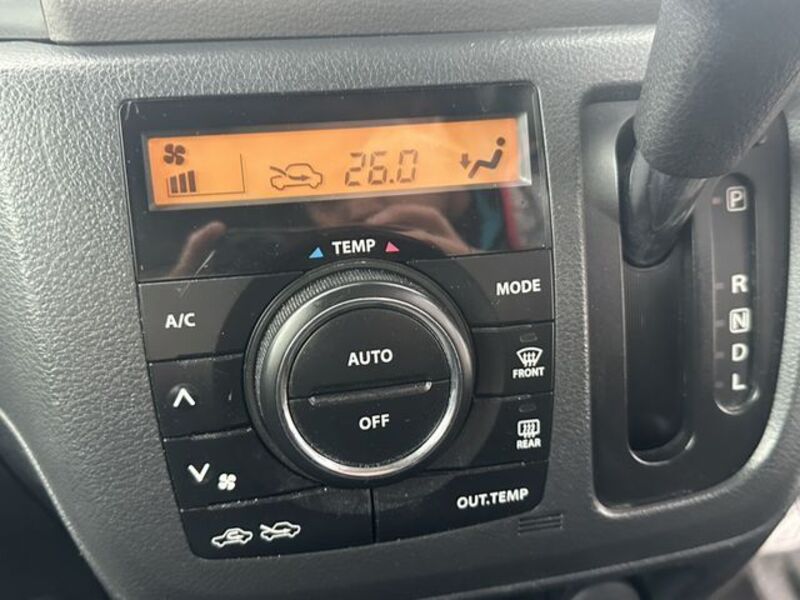 26.0
TEMP
A/C
MODE
AUTO
OFF
FRONT
REAR
OUT.TEMP
P
R
N
D
L